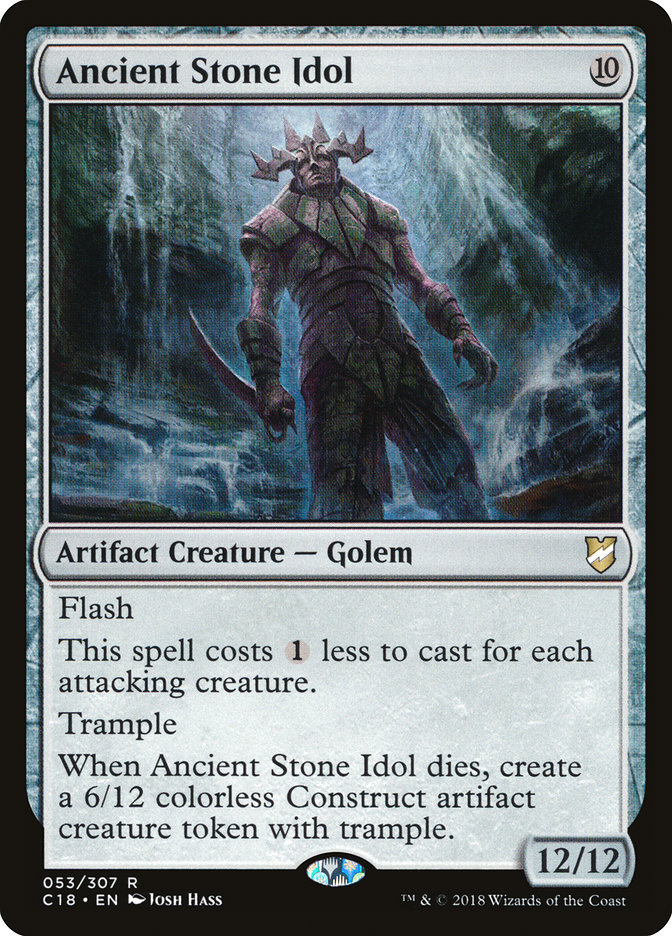 Ancient Stone Idol 10
Artifact Creature — Golem
Flash
This spell costs 1 less to cast for each
attacking creature.
Trample
When Ancient Stone Idol dies, create
a 6/12 colorless Construct artifact
creature token with trample.
12/12
053/307 R
C18 • EN Josh Hass ™ & © 2018 Wizards of the Coast